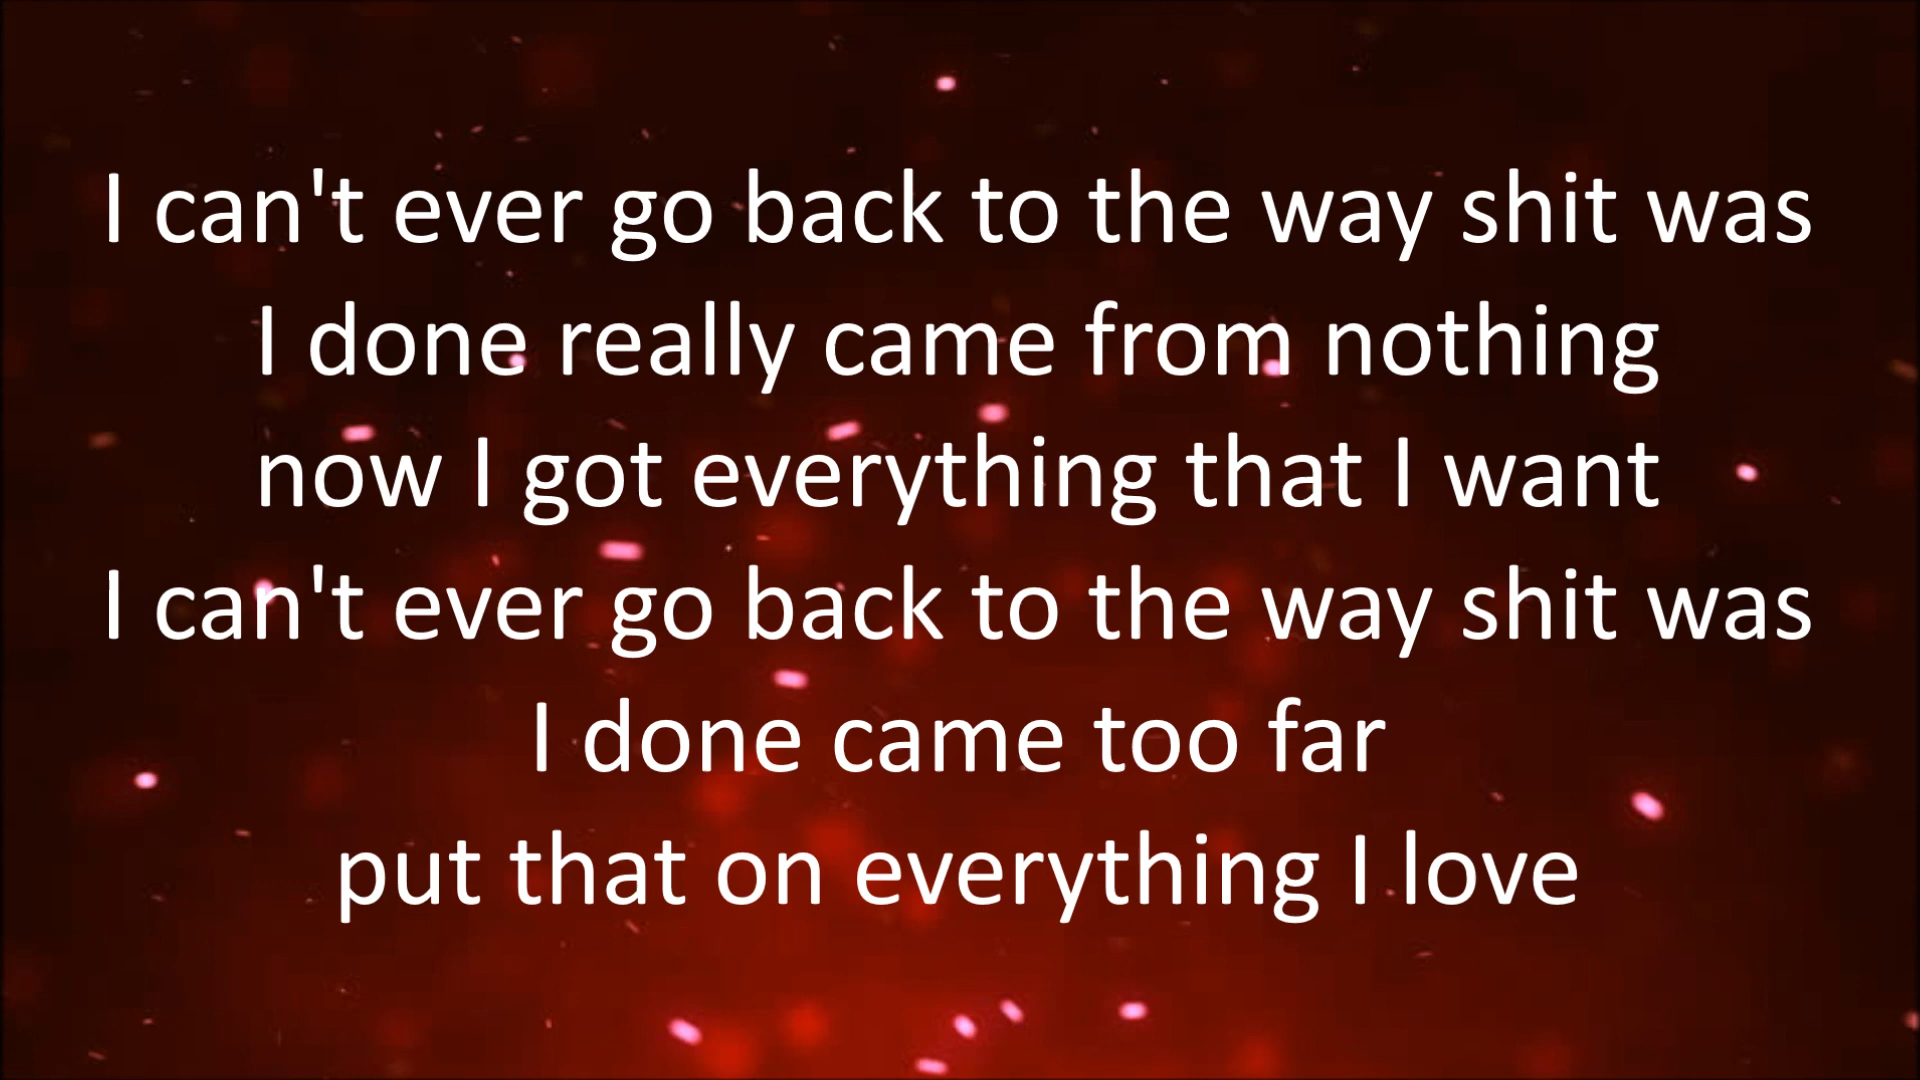 I can't ever go back to the way shit was
I done really came from nothing
now I got everything that I want
I can't ever go back to the way shit was
I done came too far
put that on everything I love